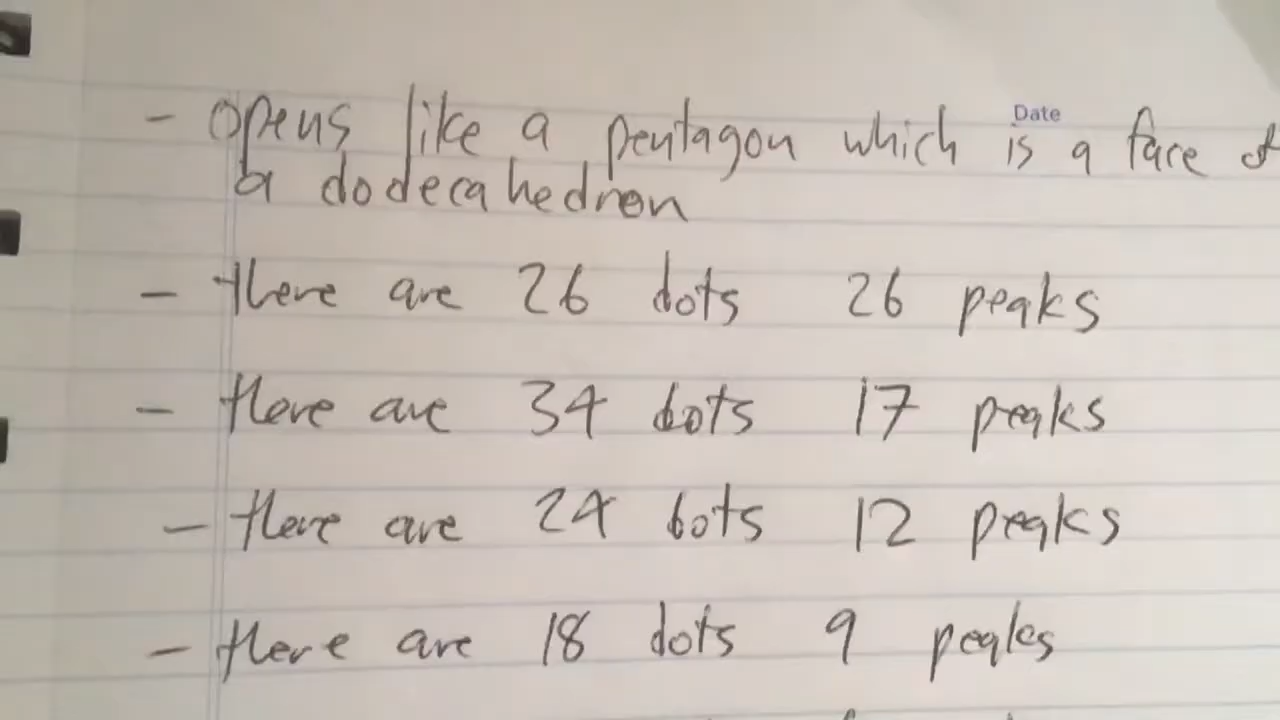 Date
- opens like a pentagon which is a face of
a dodecahedron
- there are 26 dots 26 peaks
- there are 34 dots 17 peaks
- there are 24 dots 12 peaks
- there are 18 dots 9 peaks